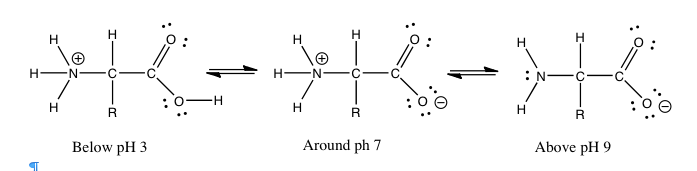 H H O
H N C C
H R O H
H H O
H N C C
H R O
H H O
N C C
H R O
Below pH 3
Around ph 7
Above pH 9
¶